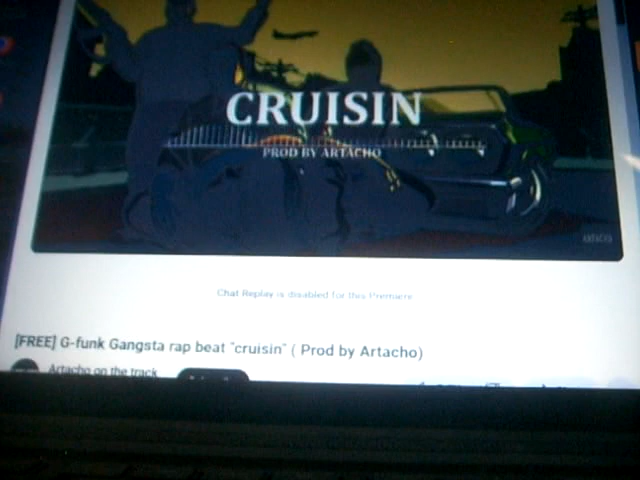 CRUISIN
PROD BY ARTACHO
Chat Replay is disabled for this Premiere.
[FREE] G-funk Gangsta rap beat "cruisin" ( Prod by Artacho)
Artacho on the track